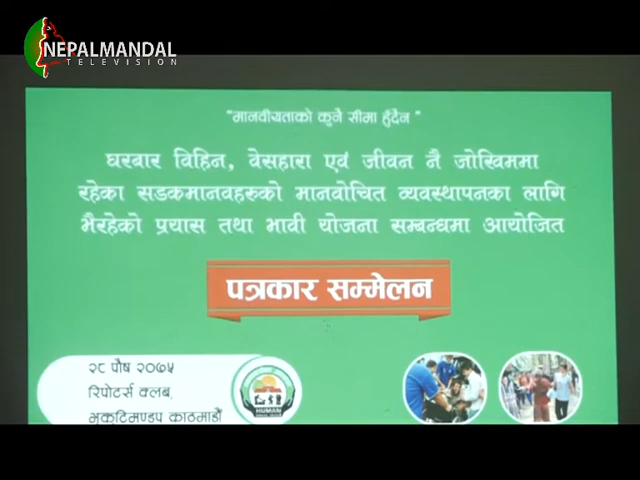 NEPALMANDAL
TELEVISION
"मानवीयताको कुनै सीमा हुँदैन"
घरबार विहिन, वेसहारा एवं जीवन नै जोखिममा
रहेका सडकमानवहरुको मानवोचित व्यवस्थापनका लागि
भैरहेको प्रयास तथा भावी योजना सम्बन्धमा आयोजित
पत्रकार सम्मेलन
२८ पौष २०७५
रिपोटर्स क्लब,
भृकुटिमण्डप काठमाडौं
HUMAN